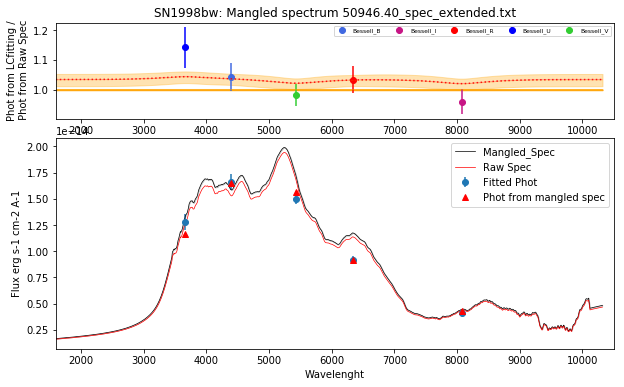 SN1998bw: Mangled spectrum 50946.40_spec_extended.txt
Phot from LCfitting /
Phot from Raw Spec
1.2
1.1
1.0
Bessell_B
Bessell_I
Bessell_R
Bessell_U
Bessell_V
2000 3000 4000 5000 6000 7000 8000 9000 10000
1e−14
Flux erg s-1 cm-2 A-1
2.00
1.75
1.50
1.25
1.00
0.75
0.50
0.25
Mangled_Spec
Raw Spec
Fitted Phot
Phot from mangled spec
2000 3000 4000 5000 6000 7000 8000 9000 10000
Wavelenght